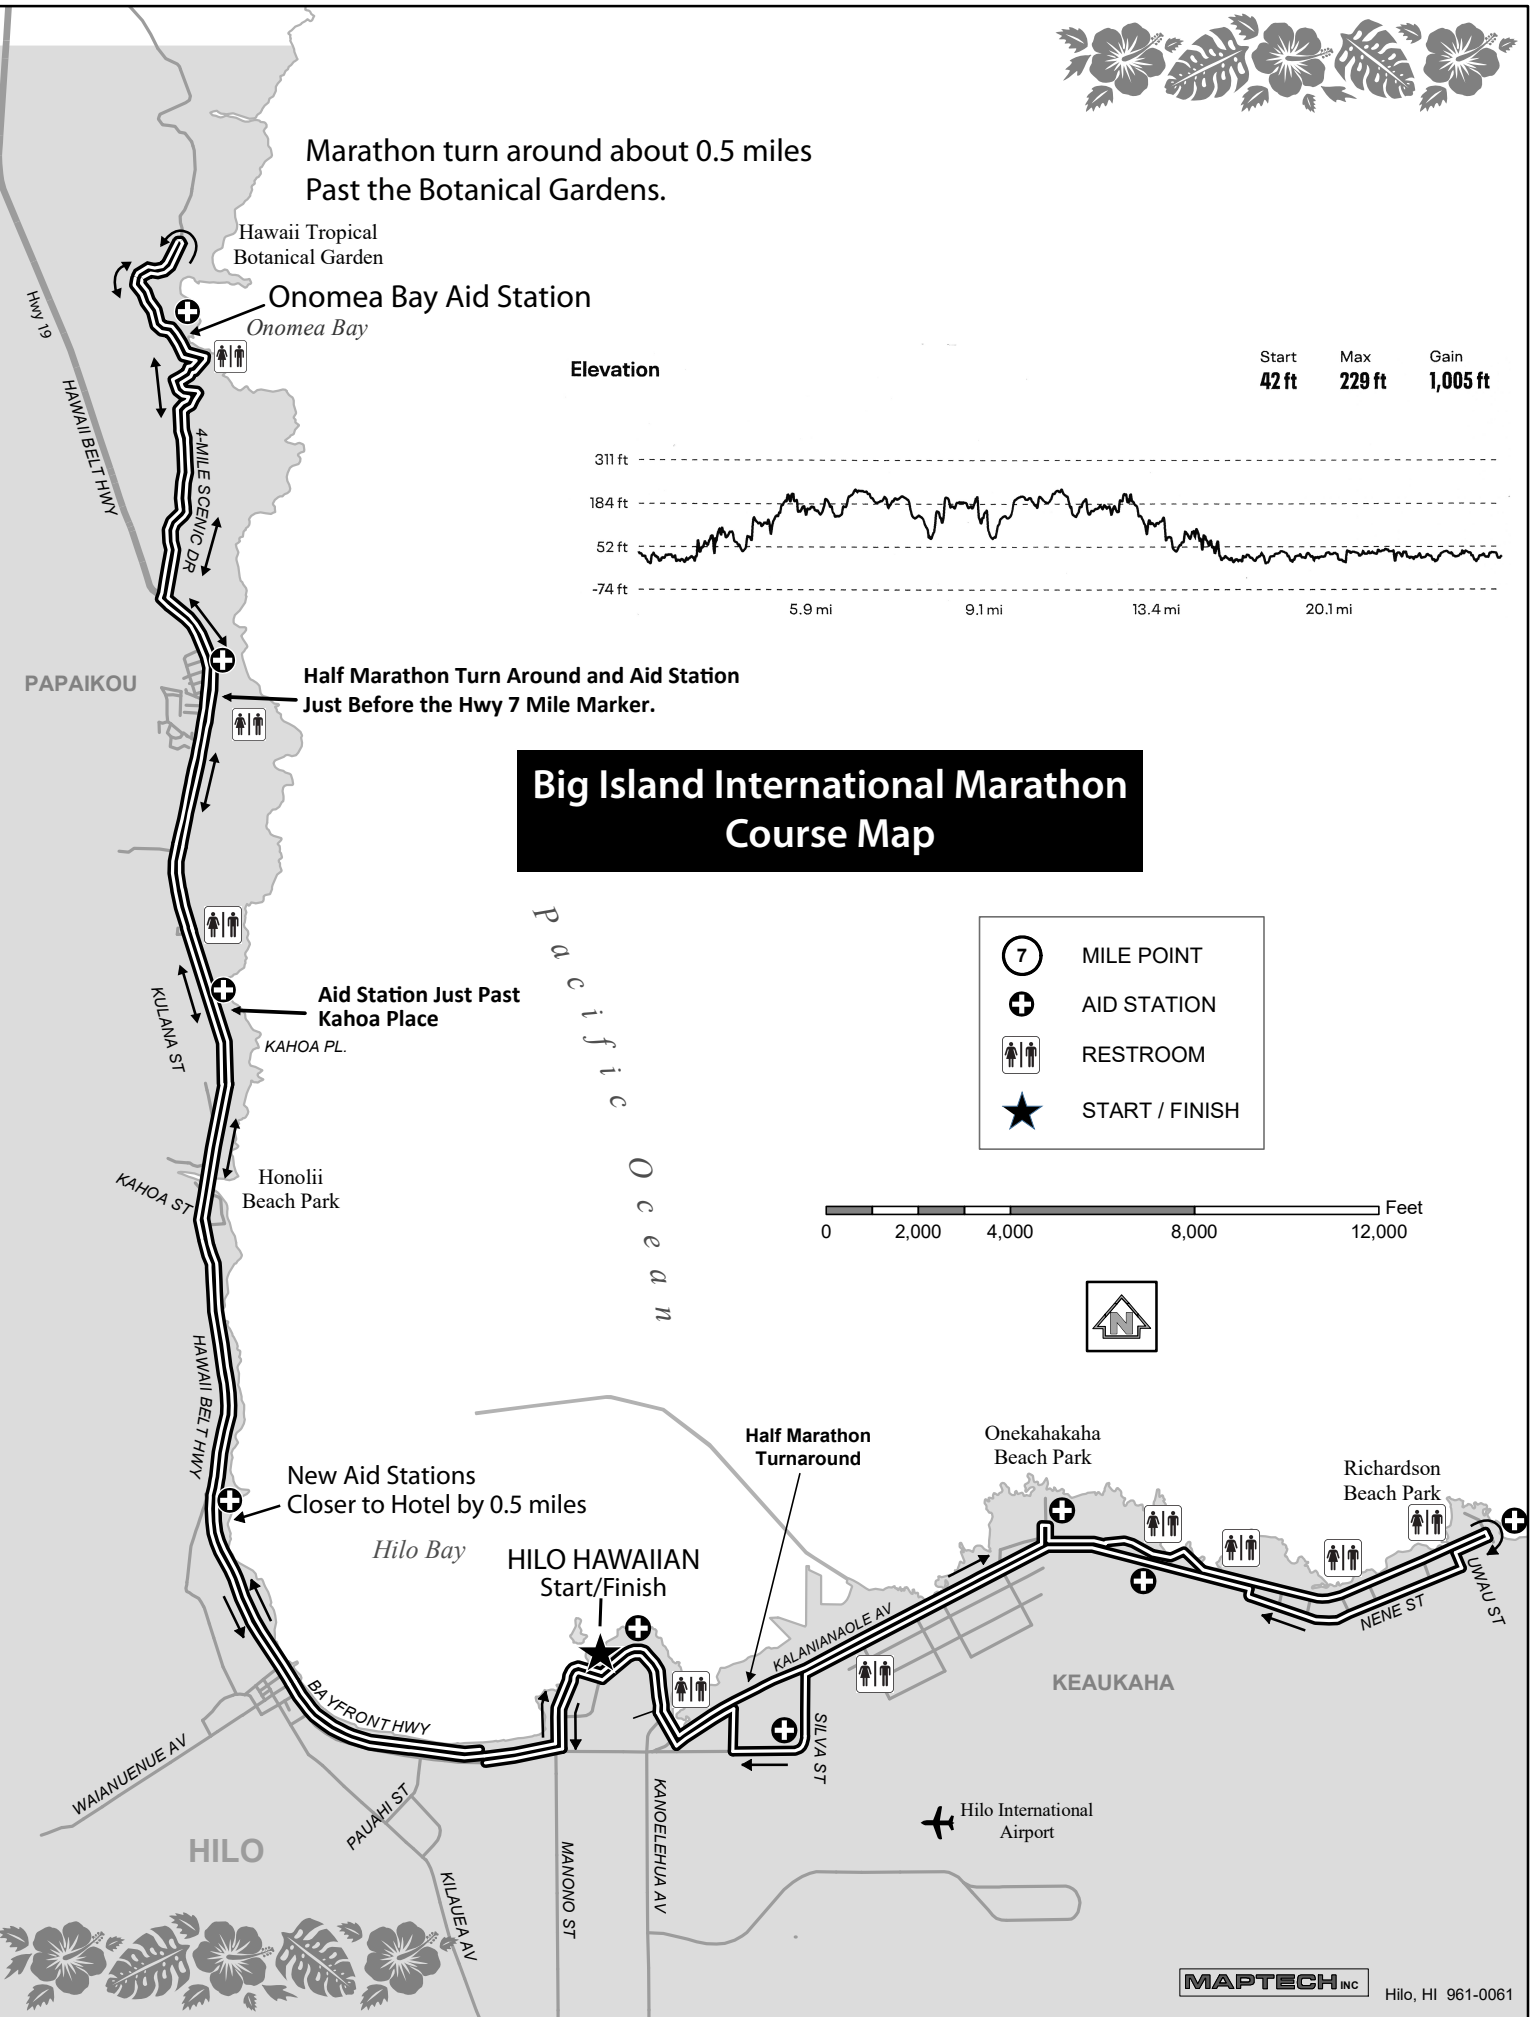 Marathon turn around about 0.5 miles
Past the Botanical Gardens.
Hawaii Tropical
Botanical Garden
Onomea Bay Aid Station
Onomea Bay
Hwy 19
HAWAII BELT HWY
4-MILE SCENIC DR
Elevation
Start
Max
Gain
42 ft
229 ft
1,005 ft
311 ft
184 ft
52 ft
-74 ft
5.9 mi
9.1 mi
13.4 mi
20.1 mi
PAPAIKOU
Half Marathon Turn Around and Aid Station
Just Before the Hwy 7 Mile Marker.
Big Island International Marathon
Course Map
Pacific Ocean
7
MILE POINT
AID STATION
RESTROOM
START / FINISH
Aid Station Just Past
Kahoa Place
KULANA ST
KAHOA PL.
KAHOA ST
Honolii
Beach Park
Feet
0
2,000
4,000
8,000
12,000
N
HAWAII BELT HWY
New Aid Stations
Closer to Hotel by 0.5 miles
Hilo Bay
HILO HAWAIIAN
Start/Finish
Half Marathon
Turnaround
Onekahakaha
Beach Park
Richardson
Beach Park
KALANIANAOLE AV
NENE ST
UWAU ST
KEAUKAHA
BAYFRONT HWY
SILVA ST
WAIANUENUE AV
PAUAHI ST
HILO
KILAUEA AV
MANONO ST
KANOELEHUA AV
Hilo International
Airport
MAPTECH INC
Hilo, HI 961-0061